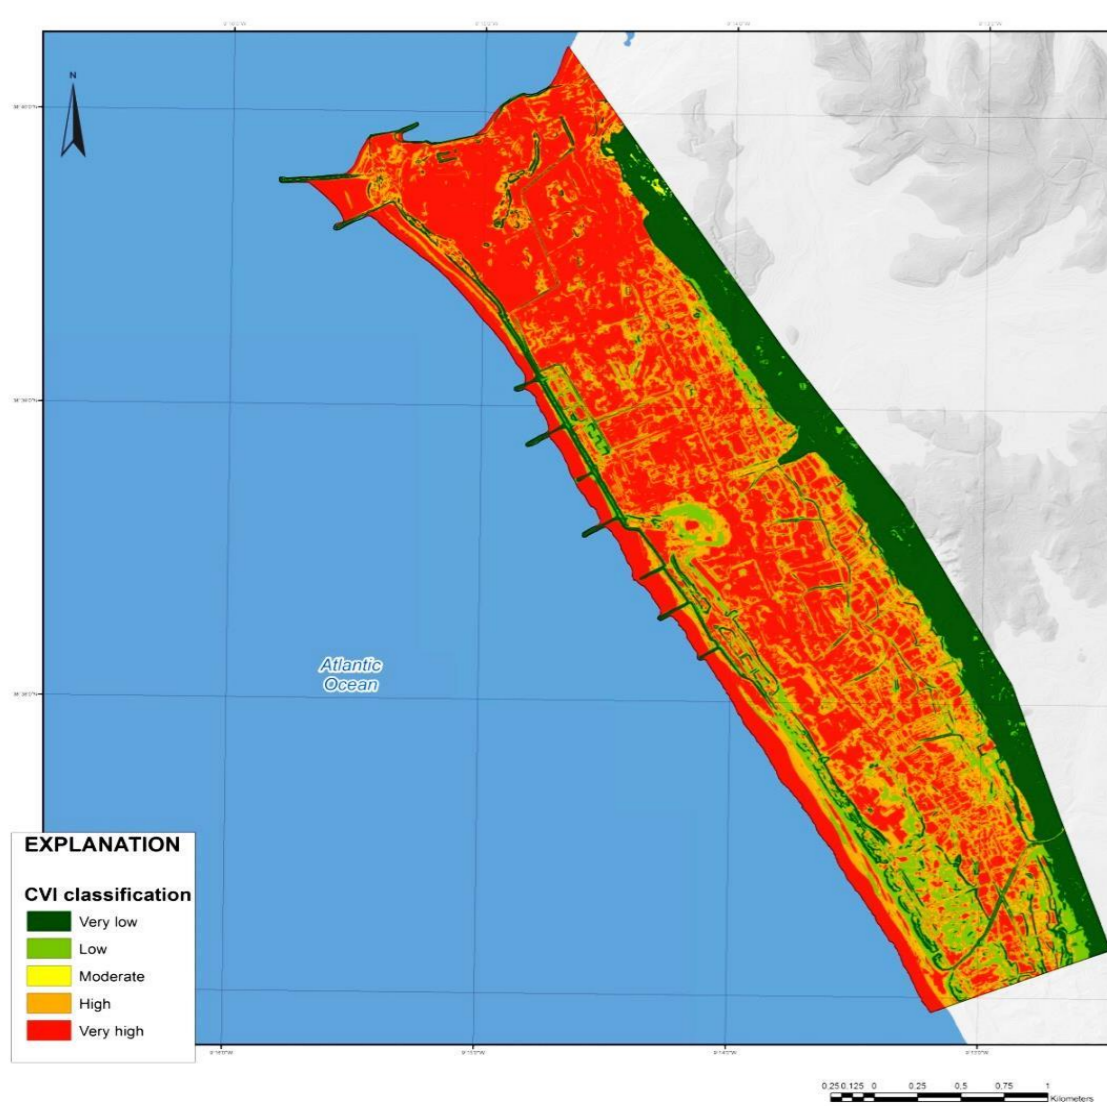 N
Atlantic
Ocean
EXPLANATION
CVI classification
Very low
Low
Moderate
High
Very high
0.25 0.125 0 0.25 0.5 0.75 1
Kilometers